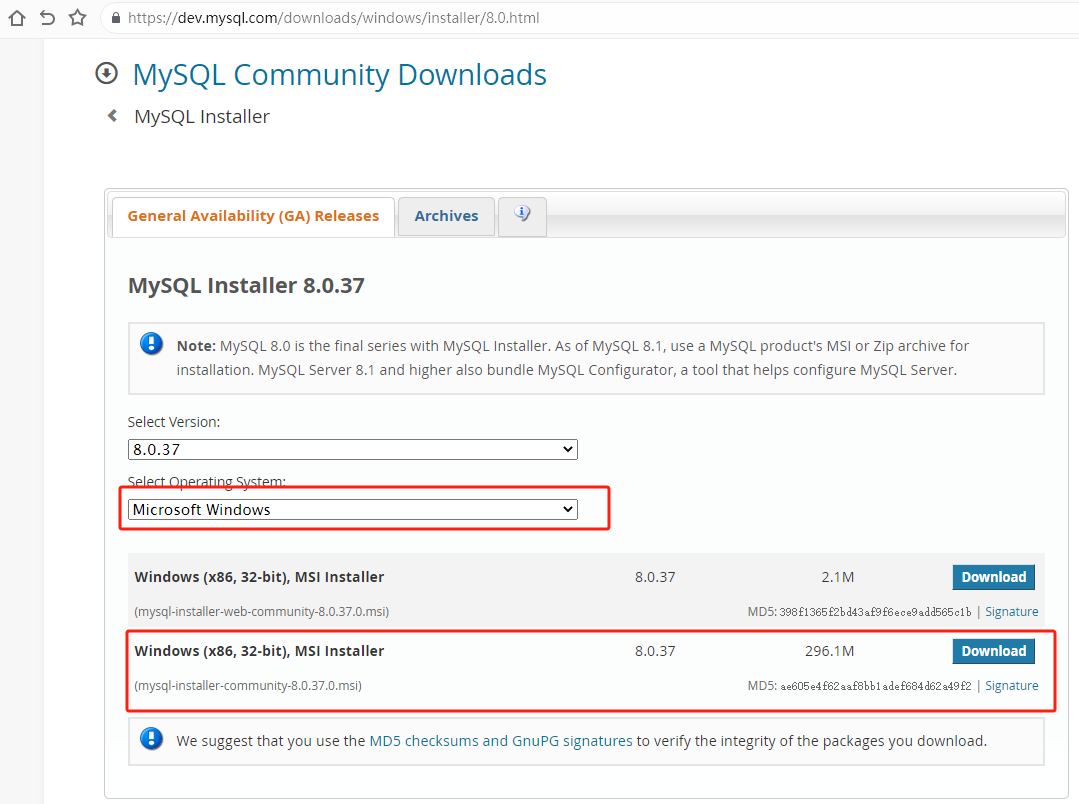 https://dev.mysql.com/downloads/windows/installer/8.0.html
MySQL Community Downloads
MySQL Installer
General Availability (GA) Releases
Archives
MySQL Installer 8.0.37
Note: MySQL 8.0 is the final series with MySQL Installer. As of MySQL 8.1, use a MySQL product's MSI or Zip archive for
installation. MySQL Server 8.1 and higher also bundle MySQL Configurator, a tool that helps configure MySQL Server.
Select Version:
8.0.37
Select Operating System:
Microsoft Windows
Windows (x86, 32-bit), MSI Installer 8.0.37 2.1M Download
(mysql-installer-web-community-8.0.37.0.msi) MD5: 398f1365f2bd43af9f6ece9add565c1b | Signature
Windows (x86, 32-bit), MSI Installer 8.0.37 296.1M Download
(mysql-installer-community-8.0.37.0.msi) MD5: ae605e4f62aaf8bb1adef684d62a49f2 | Signature
We suggest that you use the MD5 checksums and GnuPG signatures to verify the integrity of the packages you download.